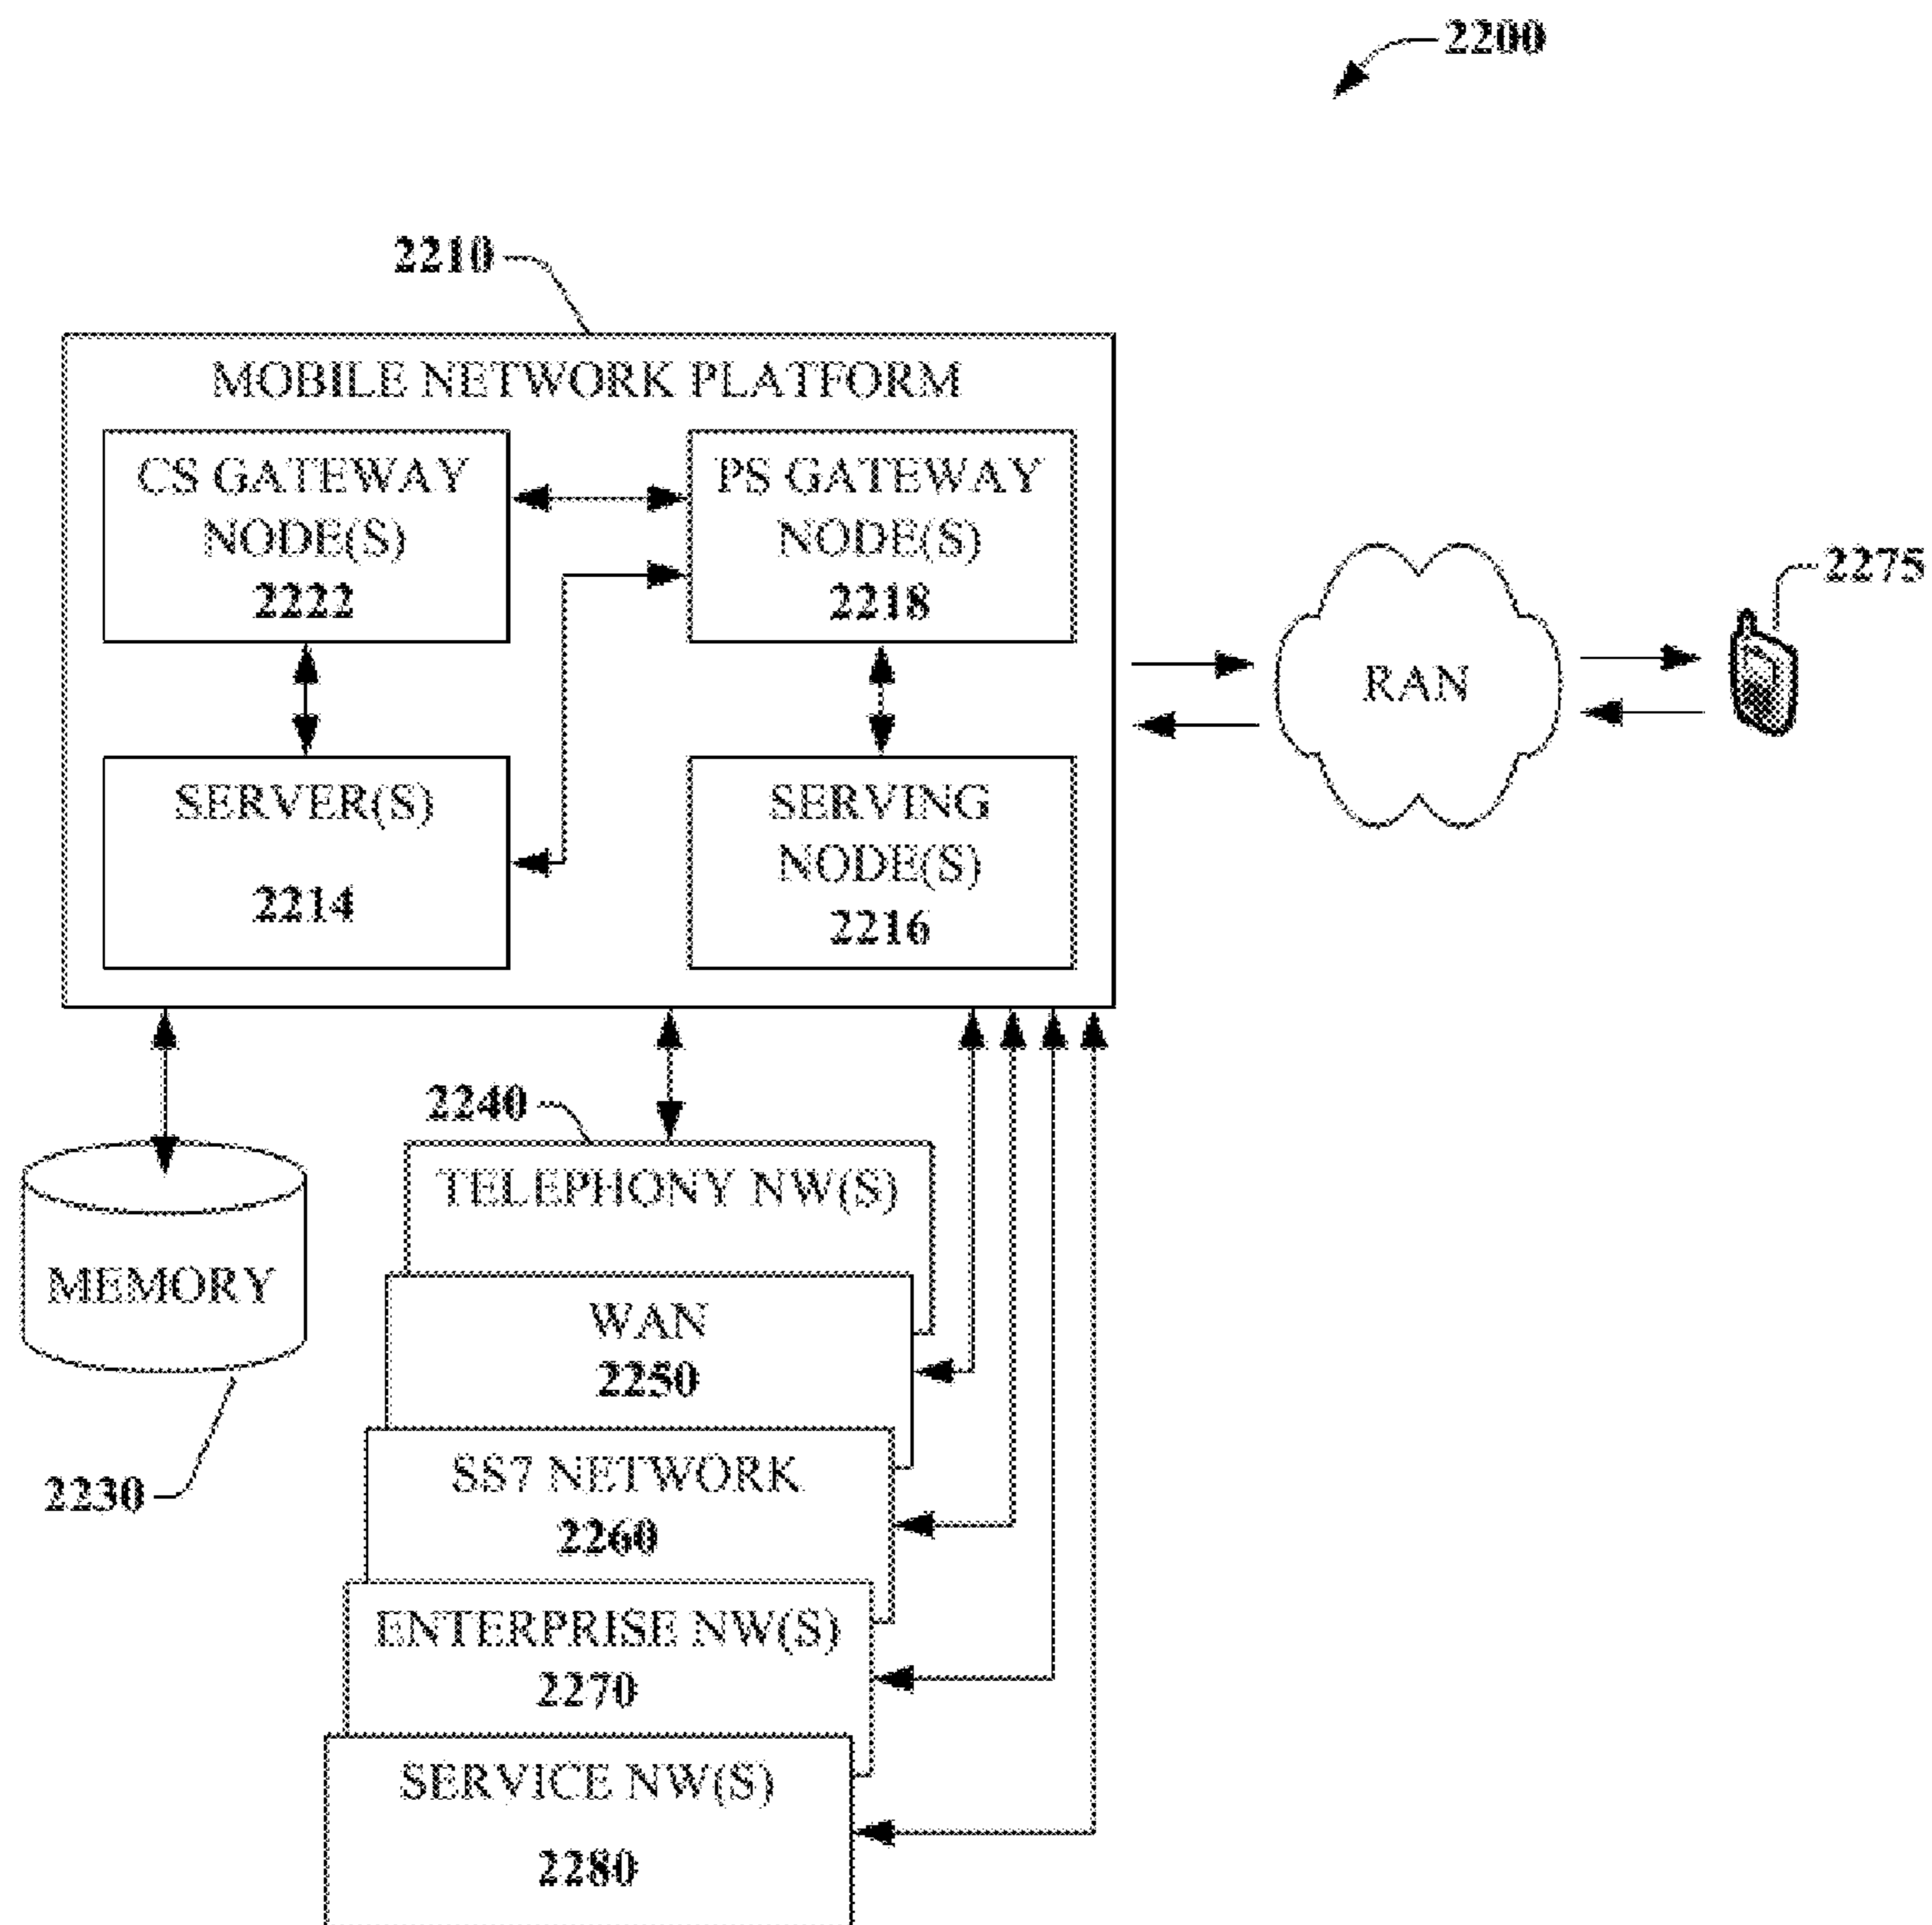 2200
2210
MOBILE NETWORK PLATFORM
CS GATEWAY
NODE(S)
2222
PS GATEWAY
NODE(S)
2218
SERVER(S)
2214
SERVING
NODE(S)
2216
RAN
2275
2240
TELEPHONY NW(S)
MEMORY
2230
WAN
2250
SS7 NETWORK
2260
ENTERPRISE NW(S)
2270
SERVICE NW(S)
2280